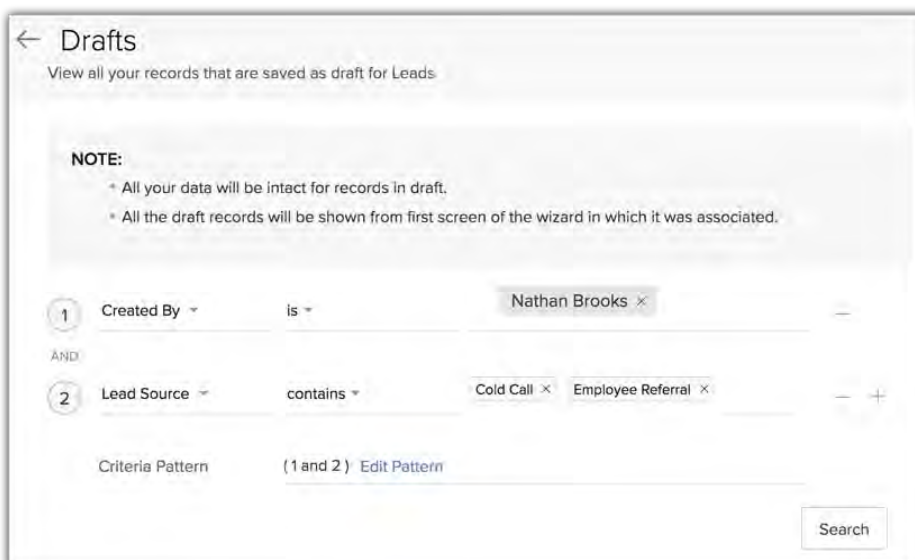 ← Drafts
View all your records that are saved as draft for Leads
NOTE:
• All your data will be intact for records in draft.
• All the draft records will be shown from first screen of the wizard in which it was associated.
1 Created By is Nathan Brooks × −
AND
2 Lead Source contains Cold Call × Employee Referral × − +
Criteria Pattern (1 and 2) Edit Pattern
Search